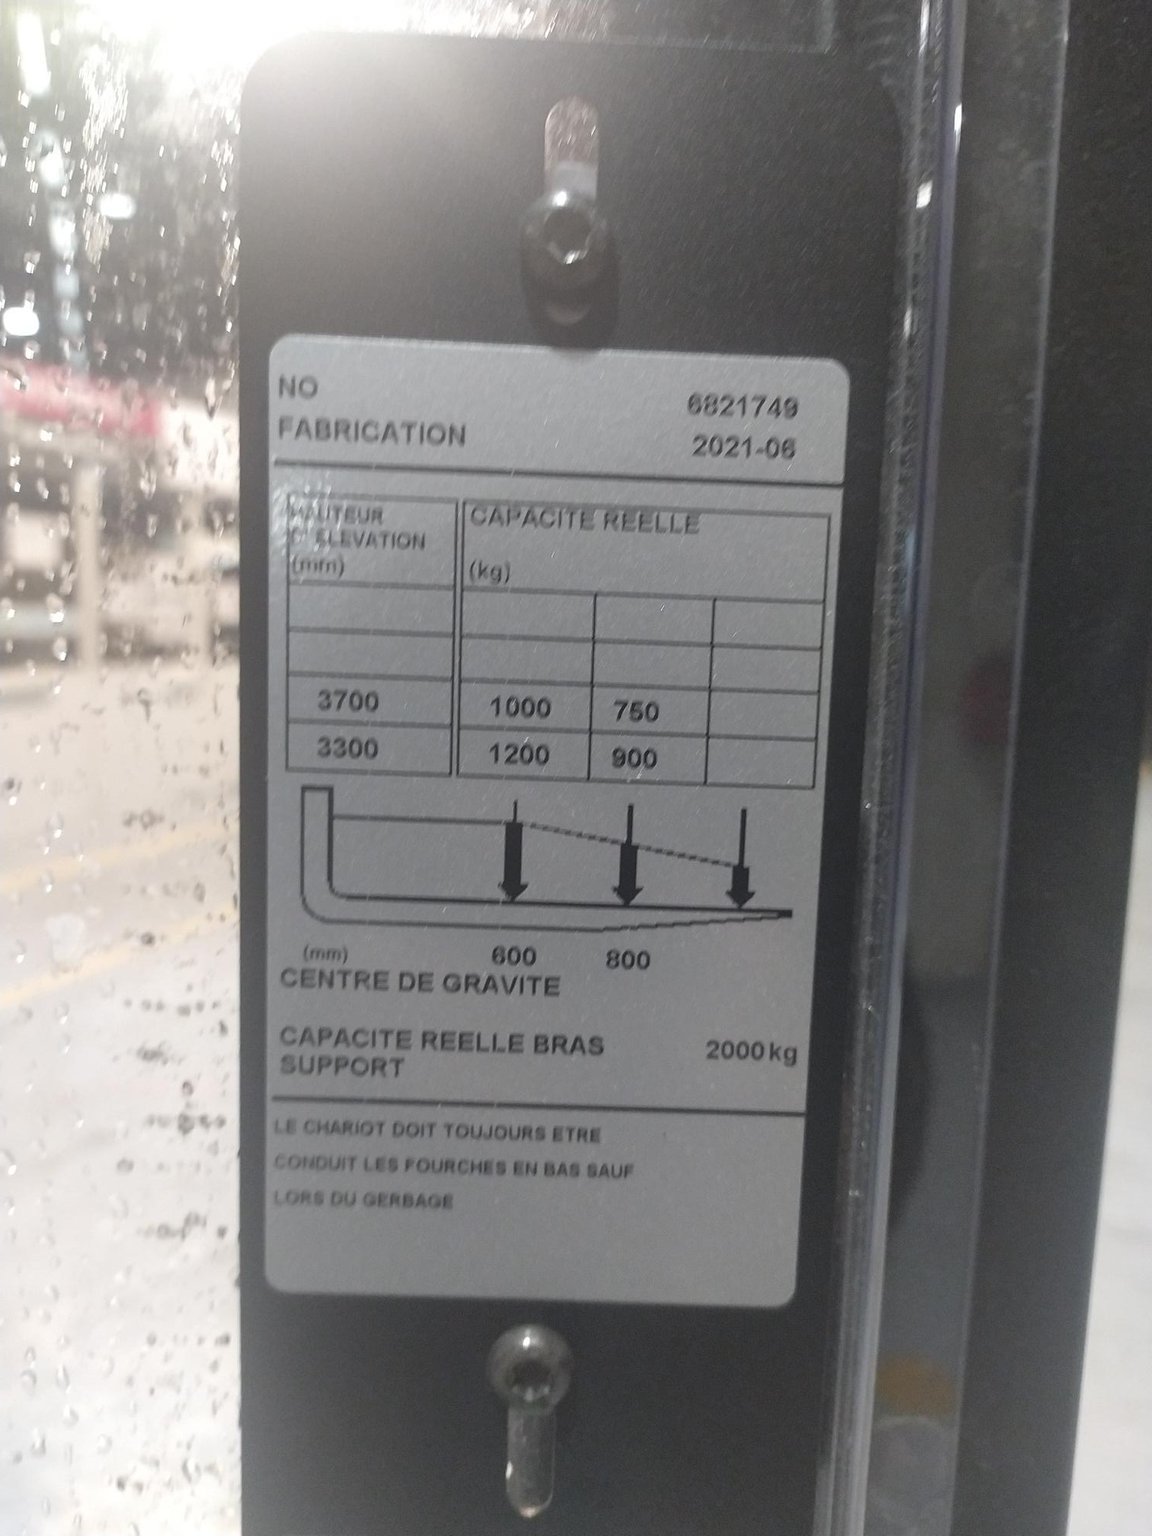 NO 6821749
FABRICATION 2021-06
HAUTEUR
D' ELEVATION
(mm)
CAPACITE REELLE
(kg)
3700 1000 750
3300 1200 900
(mm) 600 800
CENTRE DE GRAVITE
CAPACITE REELLE BRAS 2000kg
SUPPORT
LE CHARIOT DOIT TOUJOURS ETRE
CONDUIT LES FOURCHES EN BAS SAUF
LORS DU GERBAGE